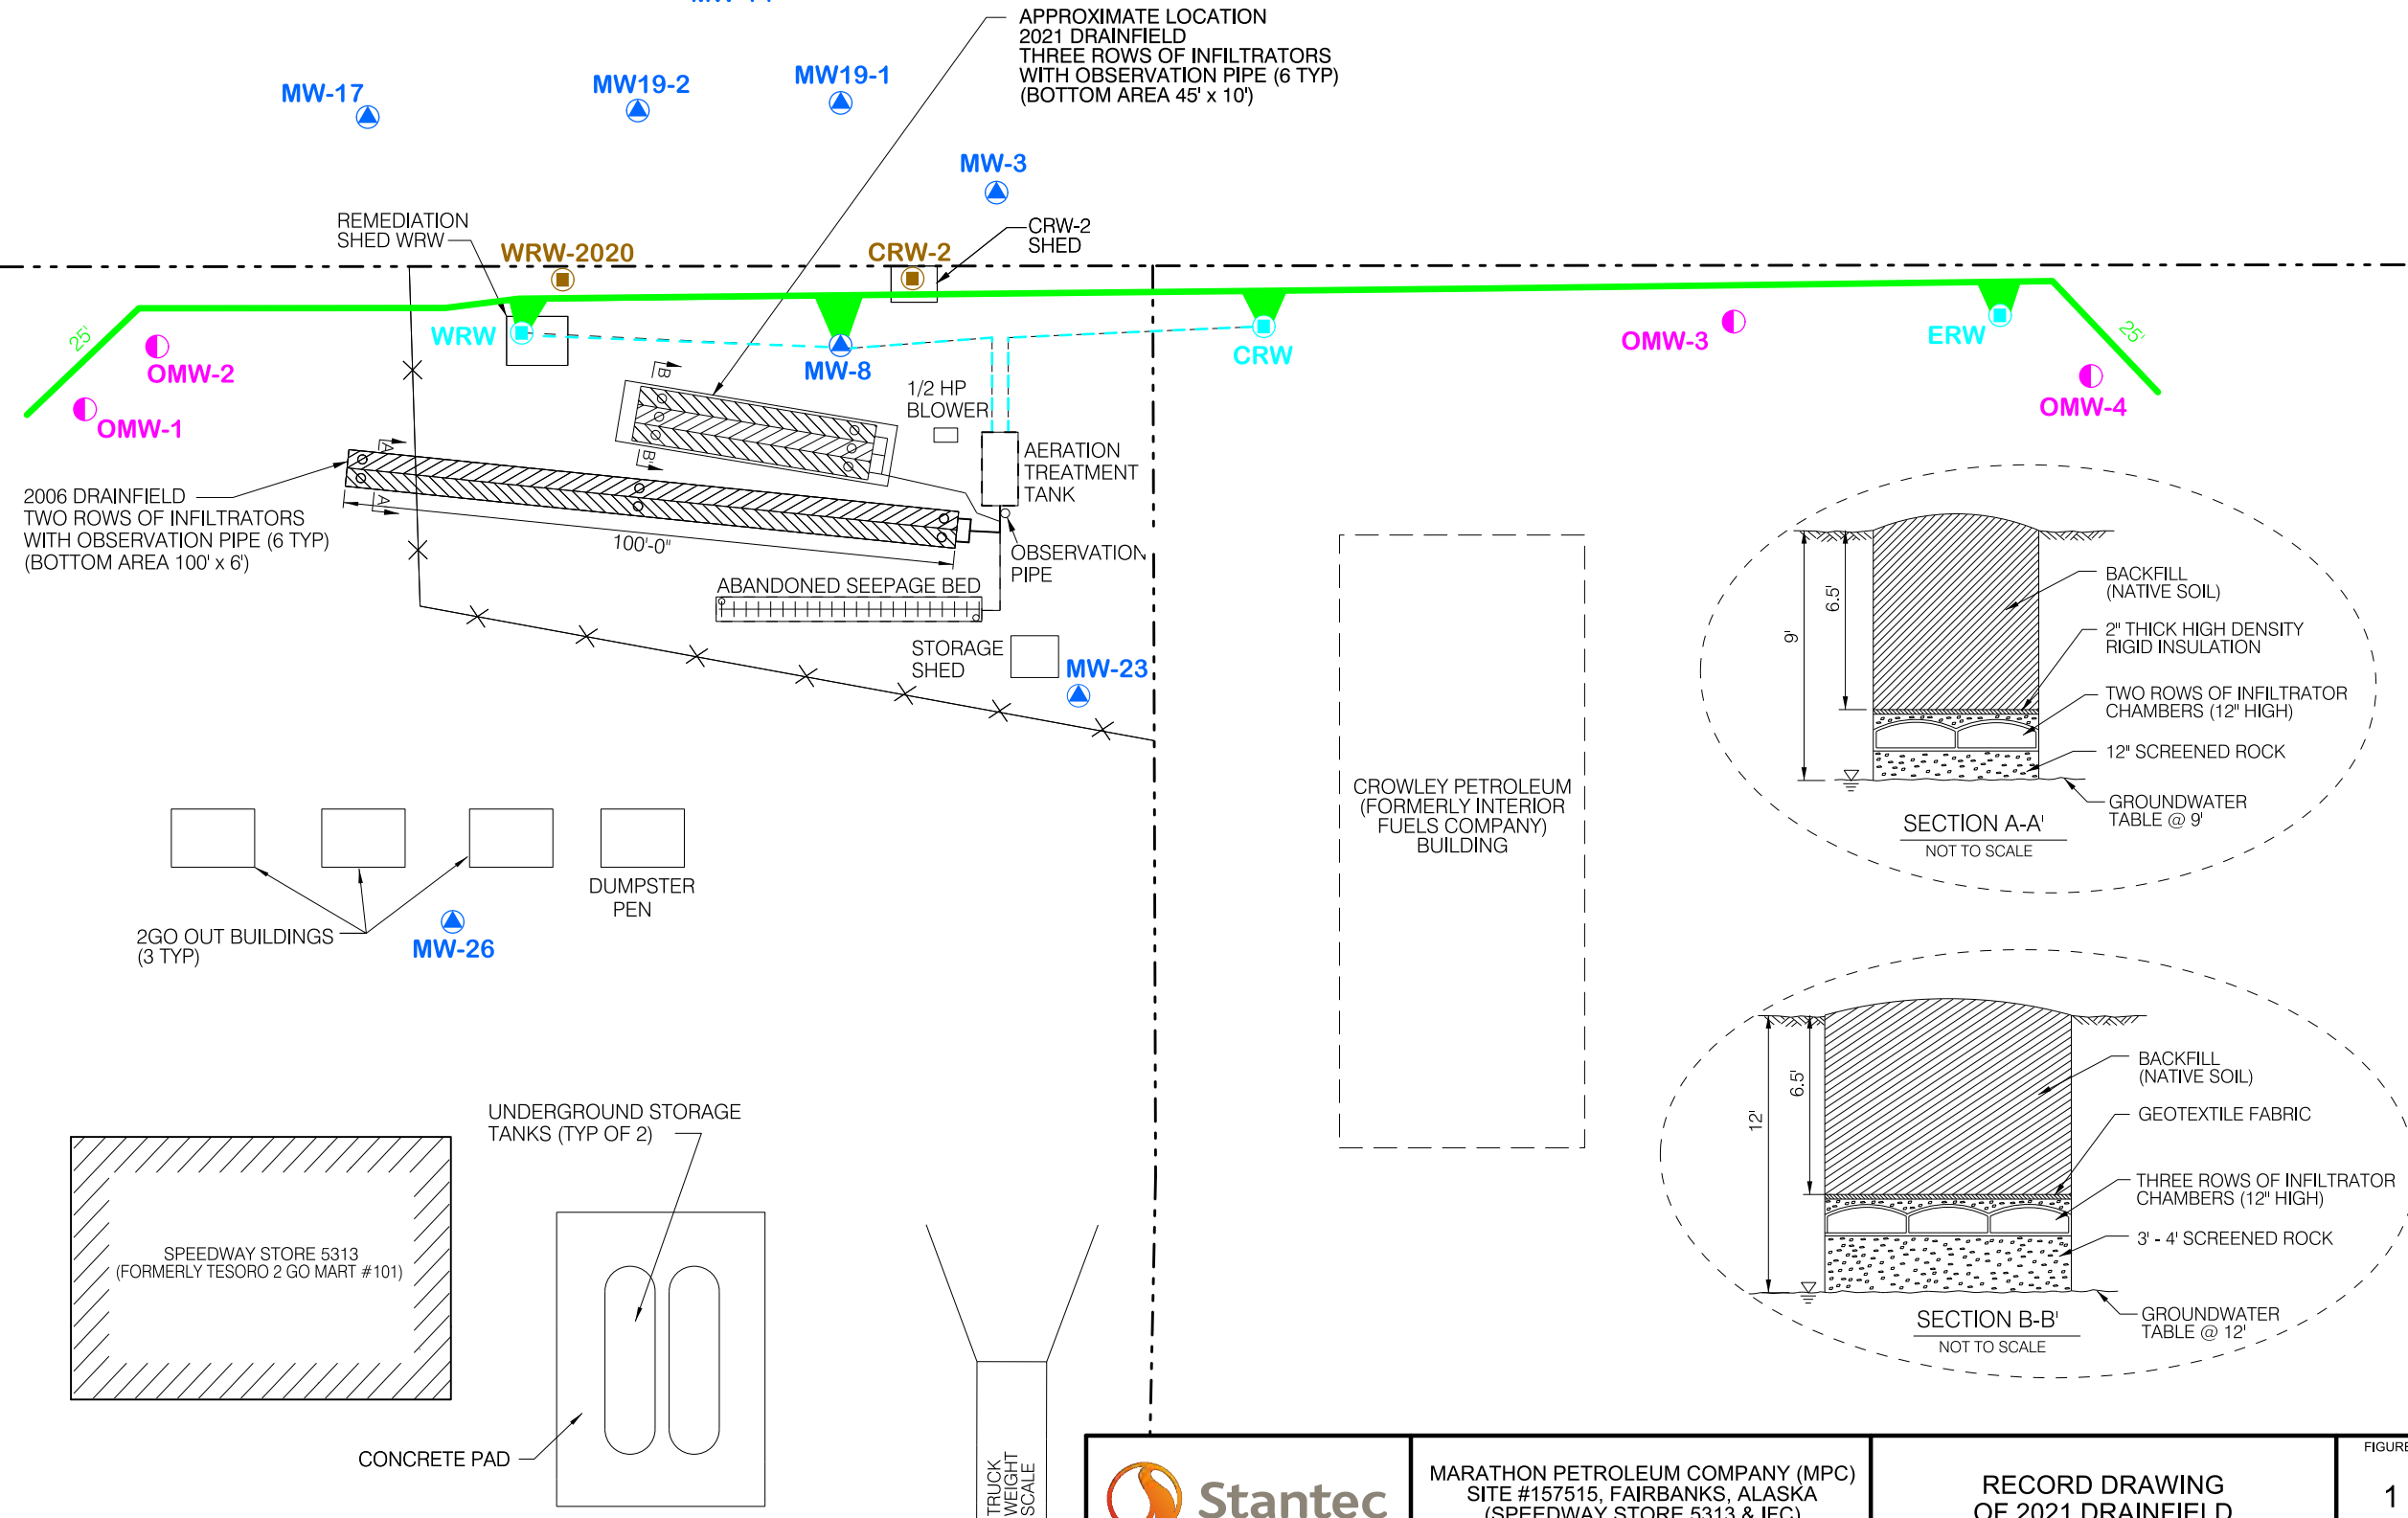 APPROXIMATE LOCATION
2021 DRAINFIELD
THREE ROWS OF INFILTRATORS
WITH OBSERVATION PIPE (6 TYP)
(BOTTOM AREA 45' x 10')
MW-17
MW19-2
MW19-1
MW-3
REMEDIATION
SHED WRW
WRW-2020
CRW-2
CRW-2
SHED
25'
OMW-2
OMW-1
WRW
MW-8
CRW
OMW-3
ERW
25'
OMW-4
B
B'
1/2 HP
BLOWER
AERATION
TREATMENT
TANK
A
A'
2006 DRAINFIELD
TWO ROWS OF INFILTRATORS
WITH OBSERVATION PIPE (6 TYP)
(BOTTOM AREA 100' x 6')
100'-0"
OBSERVATION
PIPE
ABANDONED SEEPAGE BED
STORAGE
SHED
MW-23
9'
6.5'
BACKFILL
(NATIVE SOIL)
2" THICK HIGH DENSITY
RIGID INSULATION
TWO ROWS OF INFILTRATOR
CHAMBERS (12" HIGH)
12" SCREENED ROCK
GROUNDWATER
TABLE @ 9'
SECTION A-A'
NOT TO SCALE
CROWLEY PETROLEUM
(FORMERLY INTERIOR
FUELS COMPANY)
BUILDING
DUMPSTER
PEN
2GO OUT BUILDINGS
(3 TYP)
MW-26
12'
6.5'
BACKFILL
(NATIVE SOIL)
GEOTEXTILE FABRIC
THREE ROWS OF INFILTRATOR
CHAMBERS (12" HIGH)
3' - 4' SCREENED ROCK
GROUNDWATER
TABLE @ 12'
SECTION B-B'
NOT TO SCALE
UNDERGROUND STORAGE
TANKS (TYP OF 2)
SPEEDWAY STORE 5313
(FORMERLY TESORO 2 GO MART #101)
CONCRETE PAD
TRUCK
WEIGHT
SCALE
Stantec
MARATHON PETROLEUM COMPANY (MPC)
SITE #157515, FAIRBANKS, ALASKA
(SPEEDWAY STORE 5313 & IFC)
RECORD DRAWING
OF 2021 DRAINFIELD
FIGURE
1